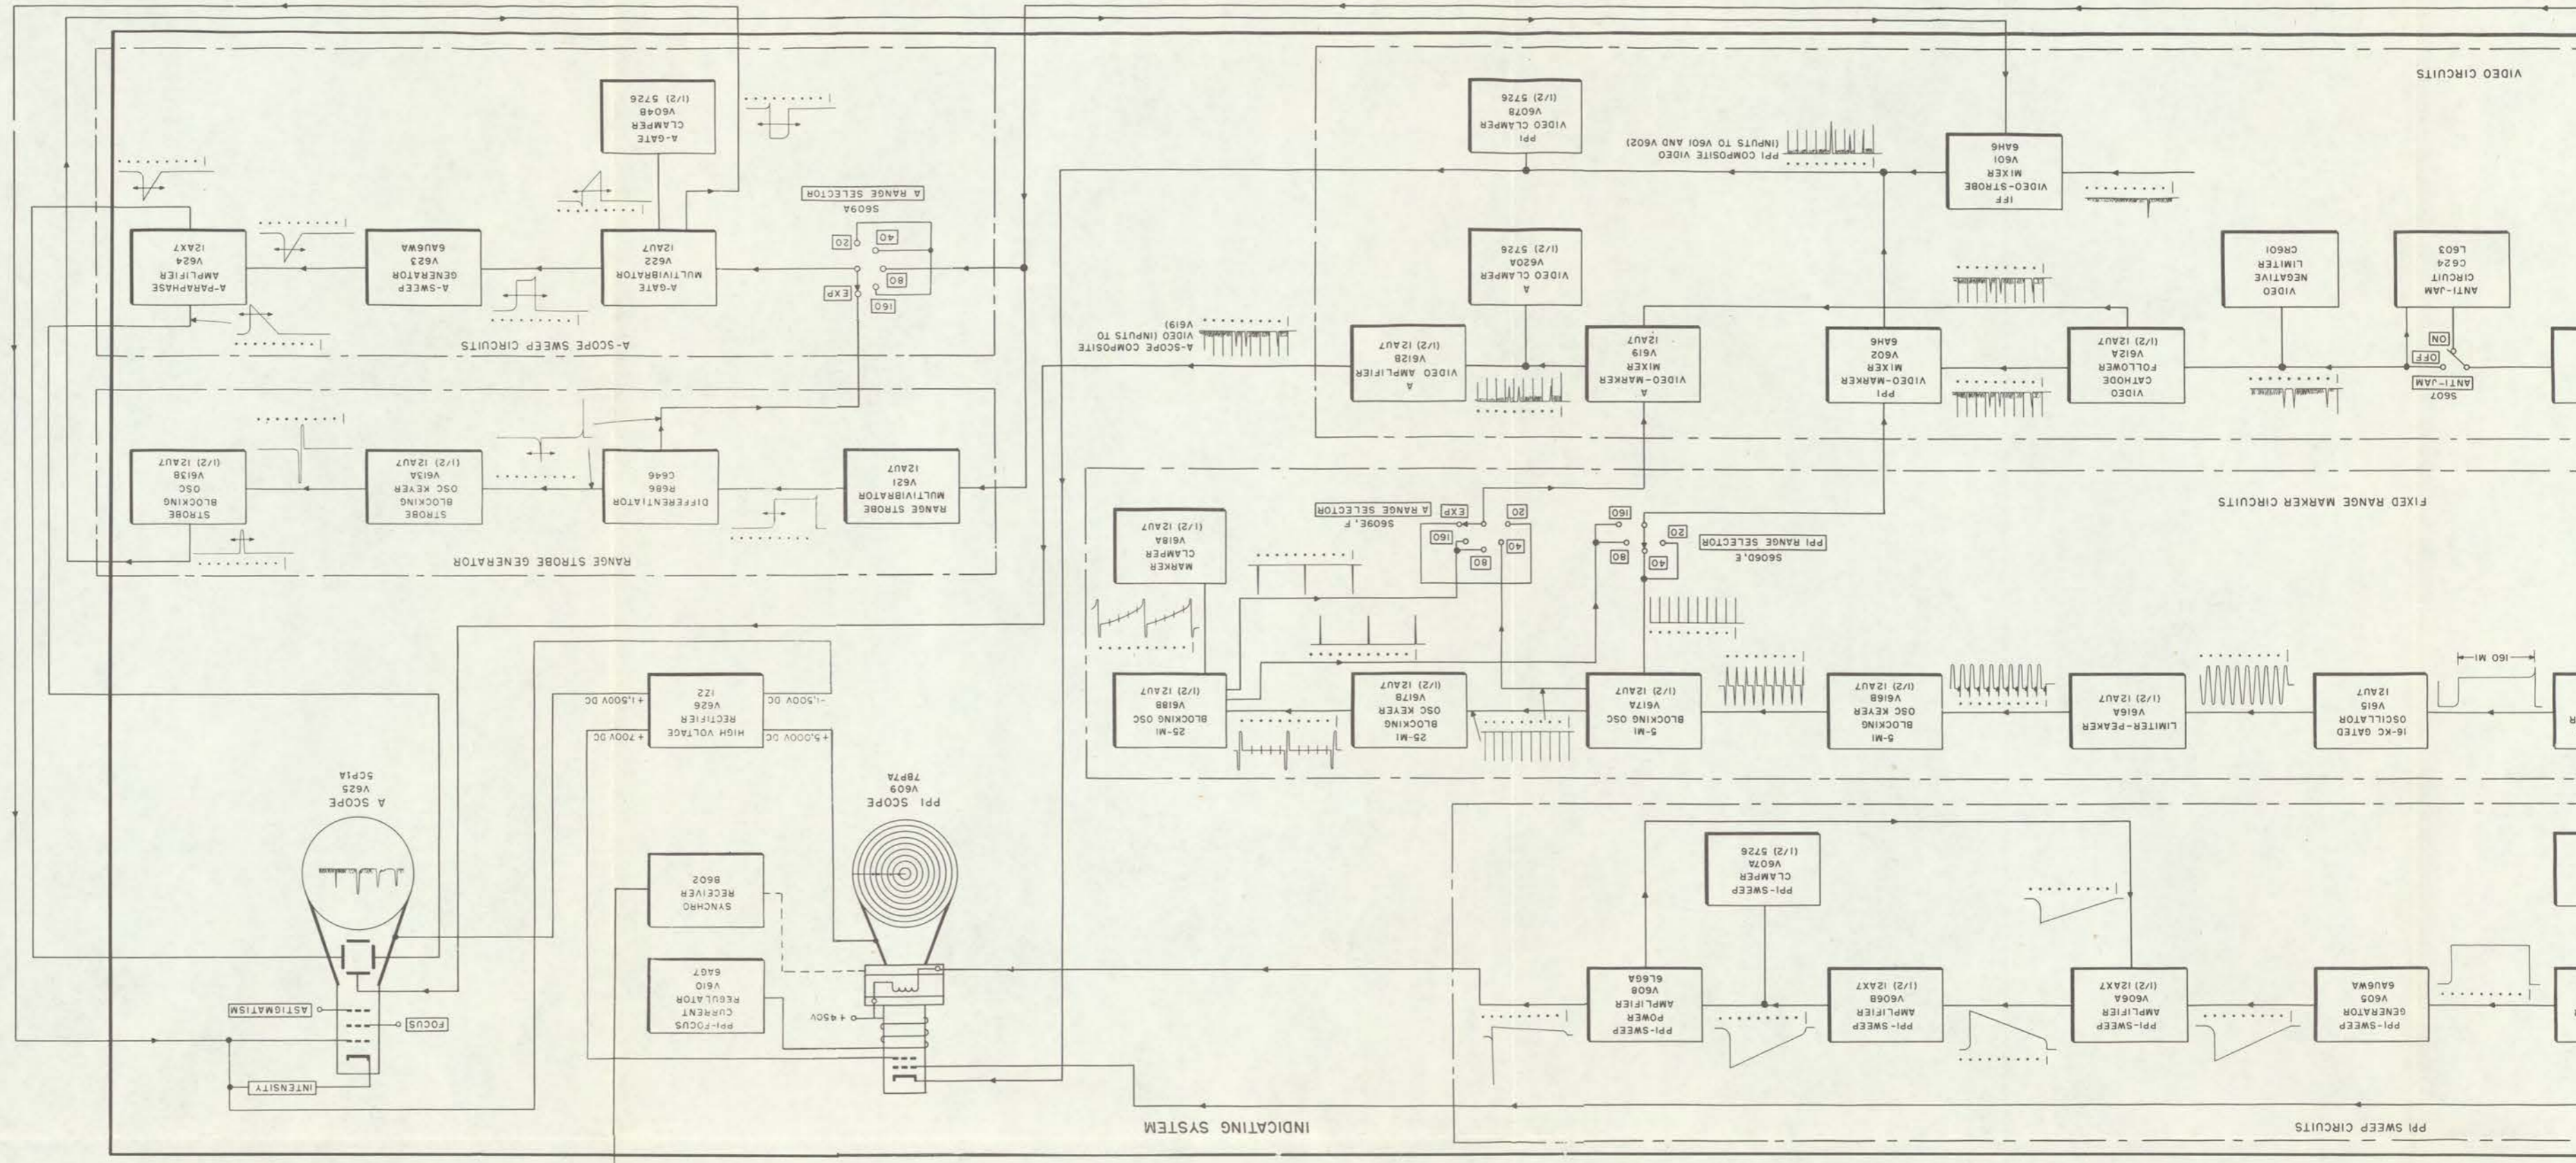 PPI SWEEP CIRCUITS
PPI-SWEEP
GENERATOR
V605
6AU6WA
PPI-SWEEP
AMPLIFIER
V606A
(1/2) 12AX7
PPI-SWEEP
AMPLIFIER
V606B
(1/2) 12AX7
PPI-SWEEP
POWER
AMPLIFIER
V608
6L6GA
PPI-SWEEP
CLAMPER
V607A
(1/2) 5726
INDICATING SYSTEM
+450V
PPI-FOCUS
CURRENT
REGULATOR
V610
6AG7
SYNCHRO
RECEIVER
B602
PPI SCOPE
V609
7BP7A
INTENSITY
FOCUS
ASTIGMATISM
A SCOPE
V625
5CP1A
+5,000V DC
-1,500V DC
HIGH VOLTAGE
RECTIFIER
V626
1Z2
+700V DC
+1,500V DC
160 MI
16-KC GATED
OSCILLATOR
V615
12AU7
LIMITER-PEAKER
V616A
(1/2) 12AU7
5-MI
BLOCKING
OSC KEYER
V616B
(1/2) 12AU7
5-MI
BLOCKING OSC
V617A
(1/2) 12AU7
25-MI
BLOCKING
OSC KEYER
V617B
(1/2) 12AU7
25-MI
BLOCKING OSC
V618B
(1/2) 12AU7
MARKER
CLAMPER
V618A
(1/2) 12AU7
S606D, E
PPI RANGE SELECTOR
20
40
80
160
S609E, F
A RANGE SELECTOR
40
80
20
160
EXP
FIXED RANGE MARKER CIRCUITS
RANGE STROBE GENERATOR
RANGE STROBE
MULTIVIBRATOR
V621
12AU7
DIFFERENTIATOR
R686
C646
STROBE
BLOCKING
OSC KEYER
V613A
(1/2) 12AU7
STROBE
BLOCKING
OSC
V613B
(1/2) 12AU7
S607
ANTI-JAM
OFF
ON
ANTI-JAM
CIRCUIT
C624
L603
VIDEO
NEGATIVE
LIMITER
CR601
VIDEO
CATHODE
FOLLOWER
V612A
(1/2) 12AU7
PPI
VIDEO-MARKER
MIXER
V602
6AH6
A
VIDEO-MARKER
MIXER
V619
12AU7
A
VIDEO AMPLIFIER
V612B
(1/2) 12AU7
A
VIDEO CLAMPER
V620A
(1/2) 5726
A-SCOPE COMPOSITE
VIDEO (INPUTS TO
V619)
IFF
VIDEO-STROBE
MIXER
V601
6AH6
PPI COMPOSITE VIDEO
(INPUTS TO V601 AND V602)
PPI
VIDEO CLAMPER
V607B
(1/2) 5726
VIDEO CIRCUITS
A-SCOPE SWEEP CIRCUITS
160
EXP
80
40
20
S609A
A RANGE SELECTOR
A-GATE
MULTIVIBRATOR
V622
12AU7
A-SWEEP
GENERATOR
V623
6AU6WA
A-PARAPHASE
AMPLIFIER
V624
12AX7
A-GATE
CLAMPER
V604B
(1/2) 5726